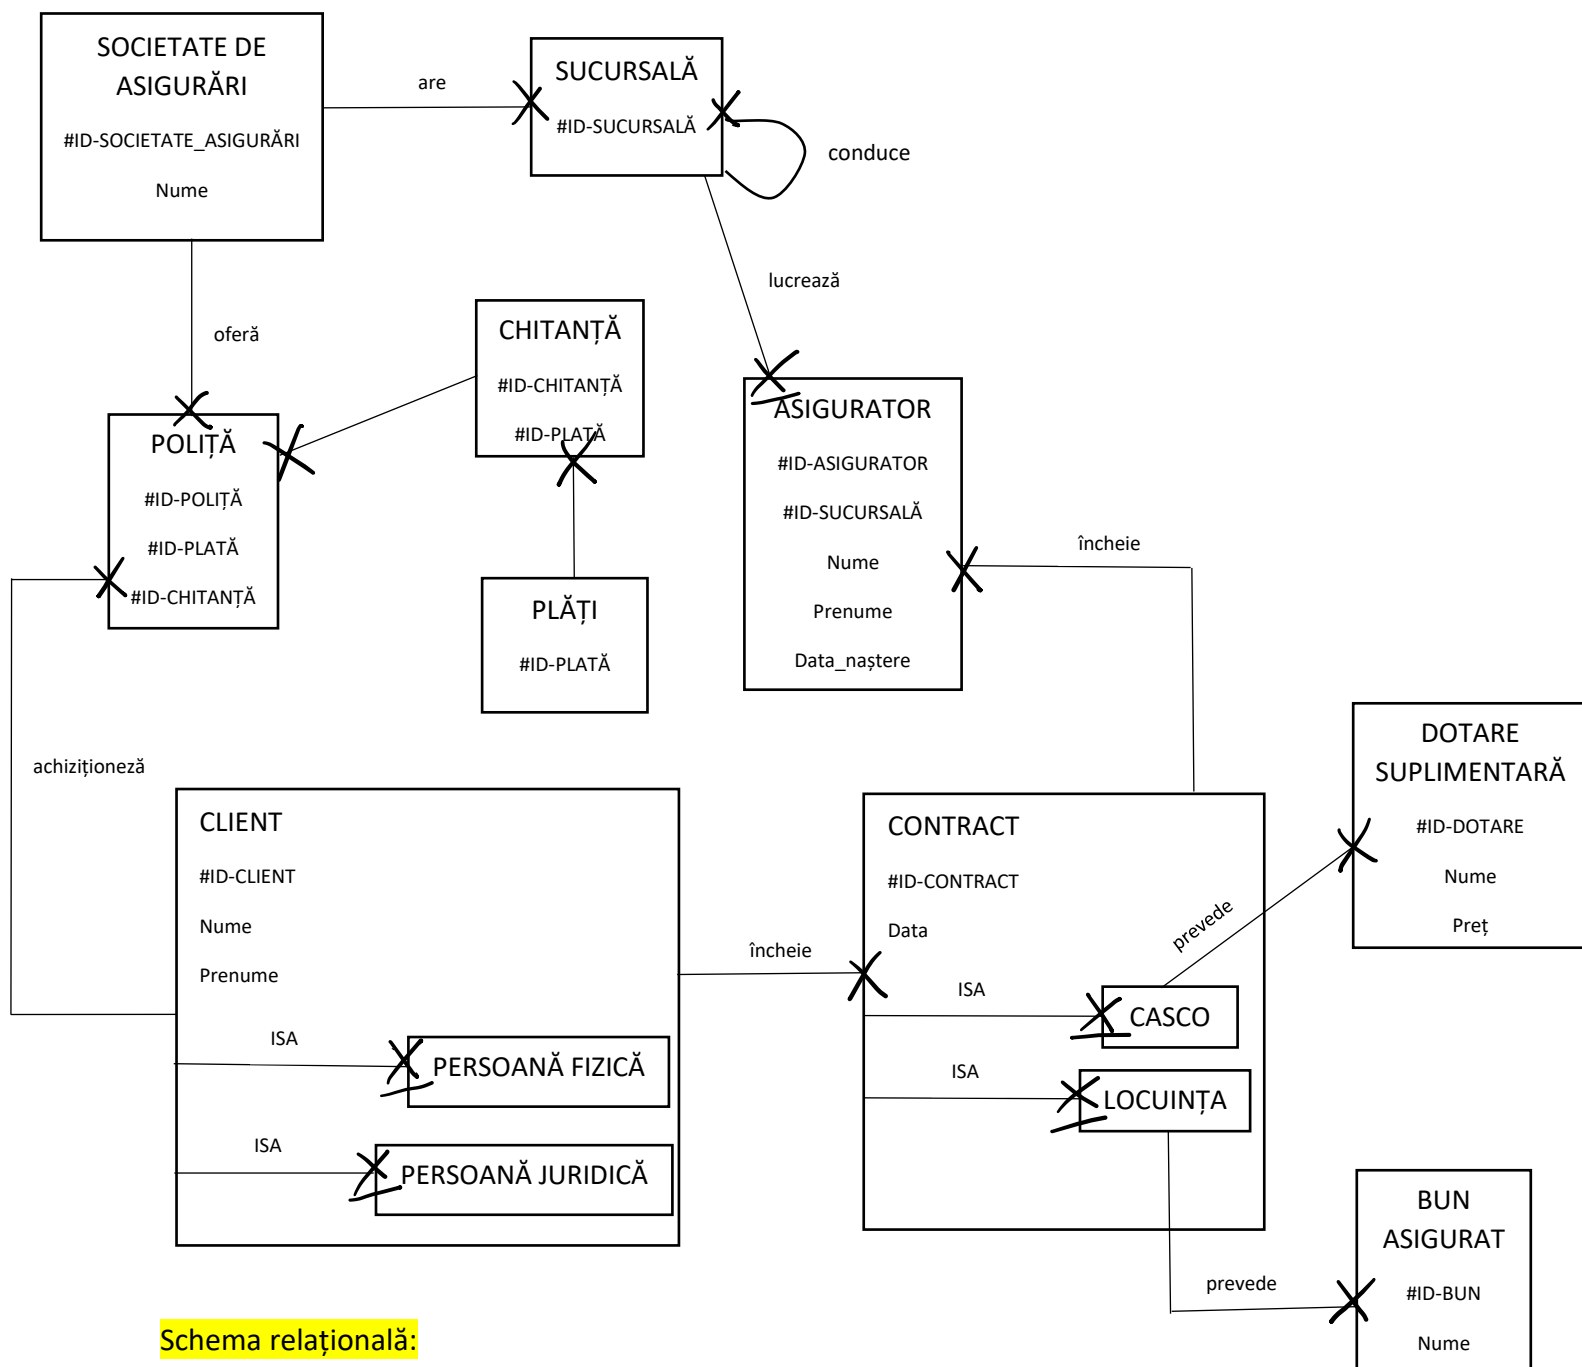 SOCIETATE DE
ASIGURĂRI
#ID-SOCIETATE_ASIGURĂRI
Nume
are
SUCURSALĂ
#ID-SUCURSALĂ
conduce
lucrează
oferă
CHITANȚĂ
#ID-CHITANȚĂ
#ID-PLATĂ
POLIȚĂ
#ID-POLIȚĂ
#ID-PLATĂ
#ID-CHITANȚĂ
PLĂȚI
#ID-PLATĂ
ASIGURATOR
#ID-ASIGURATOR
#ID-SUCURSALĂ
Nume
Prenume
Data_naștere
încheie
achiziționeză
CLIENT
#ID-CLIENT
Nume
Prenume
ISA
PERSOANĂ FIZICĂ
ISA
PERSOANĂ JURIDICĂ
încheie
CONTRACT
#ID-CONTRACT
Data
ISA
CASCO
ISA
LOCUINȚA
prevede
DOTARE
SUPLIMENTARĂ
#ID-DOTARE
Nume
Preț
prevede
BUN
ASIGURAT
#ID-BUN
Nume
Schema relațională: